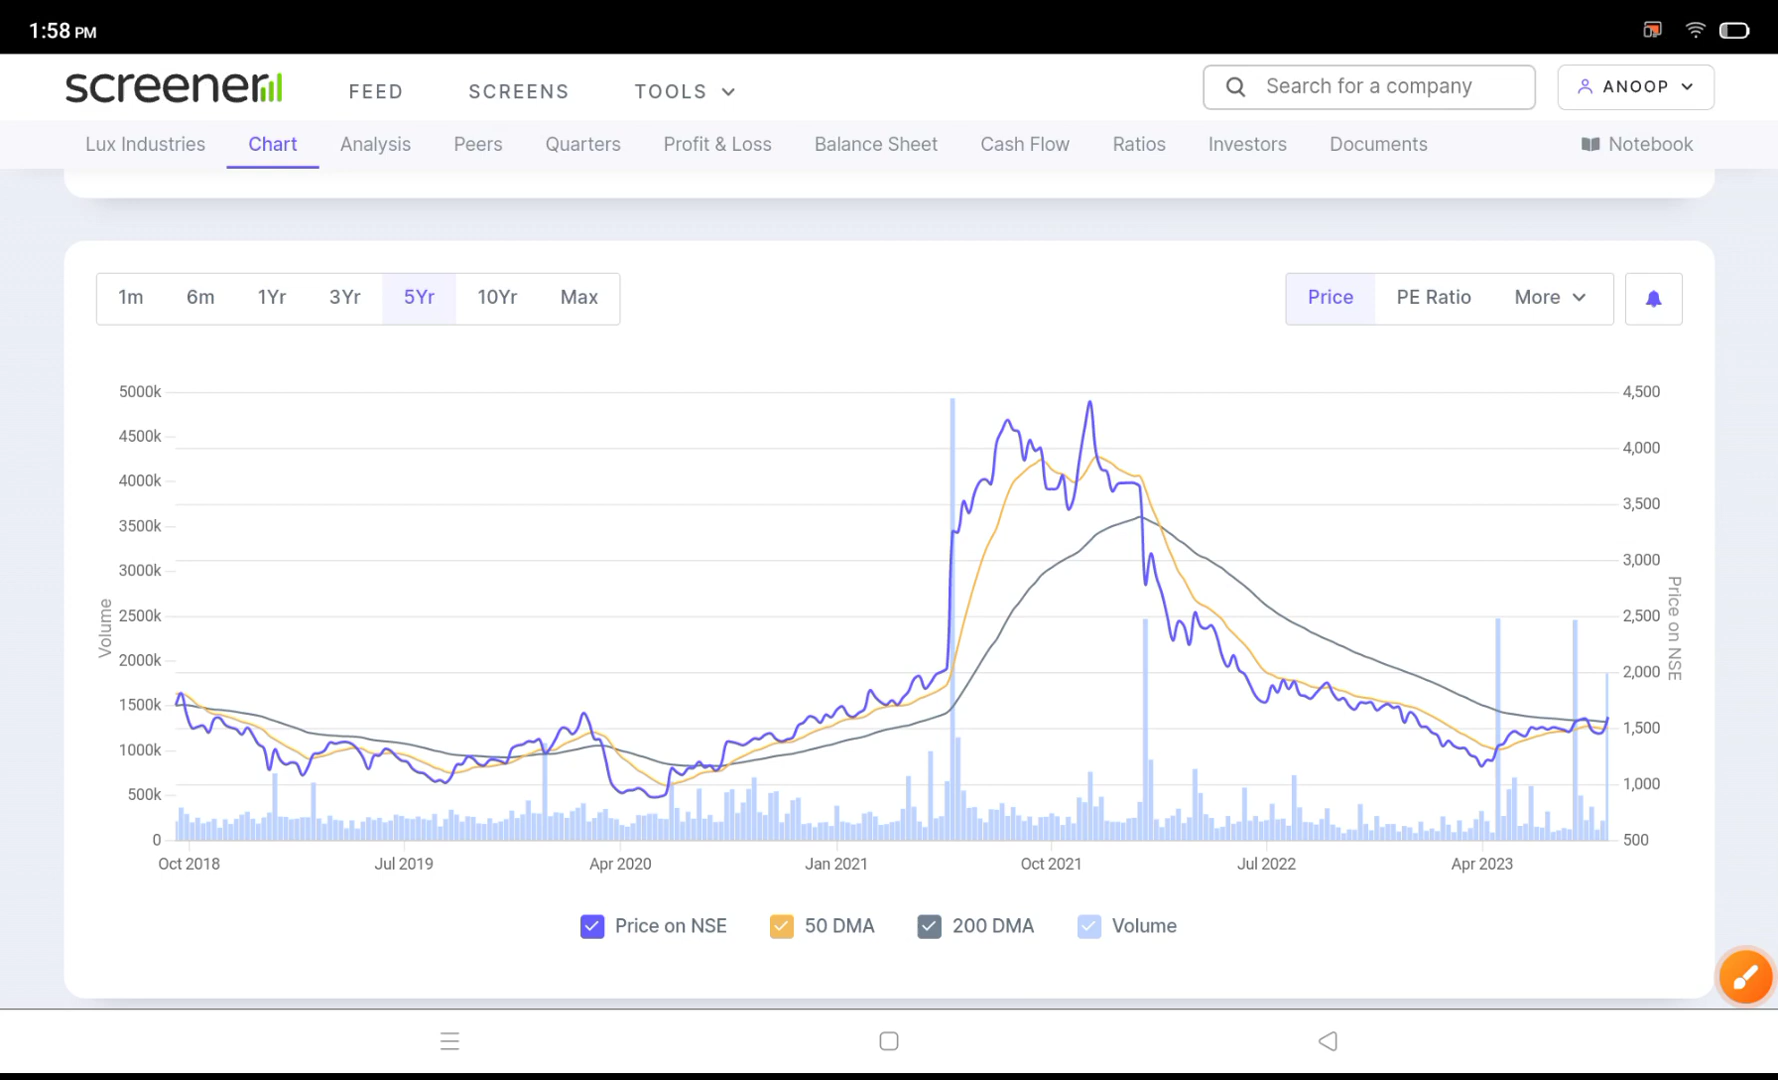 1:58 PM
screener
FEED SCREENS TOOLS
Search for a company
ANOOP
Lux Industries Chart Analysis Peers Quarters Profit & Loss Balance Sheet Cash Flow Ratios Investors Documents Notebook
1m 6m 1Yr 3Yr 5Yr 10Yr Max
Price PE Ratio More
5000k
4500k
4000k
3500k
3000k
2500k
2000k
1500k
1000k
500k
0
Volume
4,500
4,000
3,500
3,000
2,500
2,000
1,500
1,000
500
Price on NSE
Oct 2018 Jul 2019 Apr 2020 Jan 2021 Oct 2021 Jul 2022 Apr 2023
Price on NSE 50 DMA 200 DMA Volume